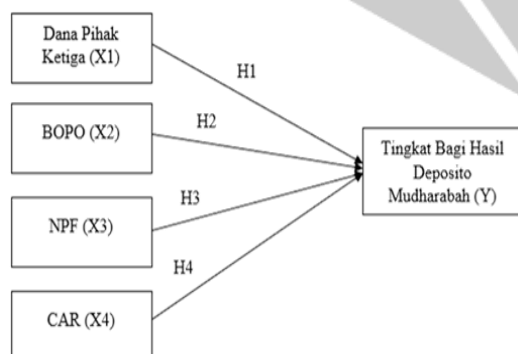 Dana Pihak
Ketiga (X1)
H1
BOPO (X2)
H2
Tingkat Bagi Hasil
Deposito
Mudharabah (Y)
NPF (X3)
H3
H4
CAR (X4)